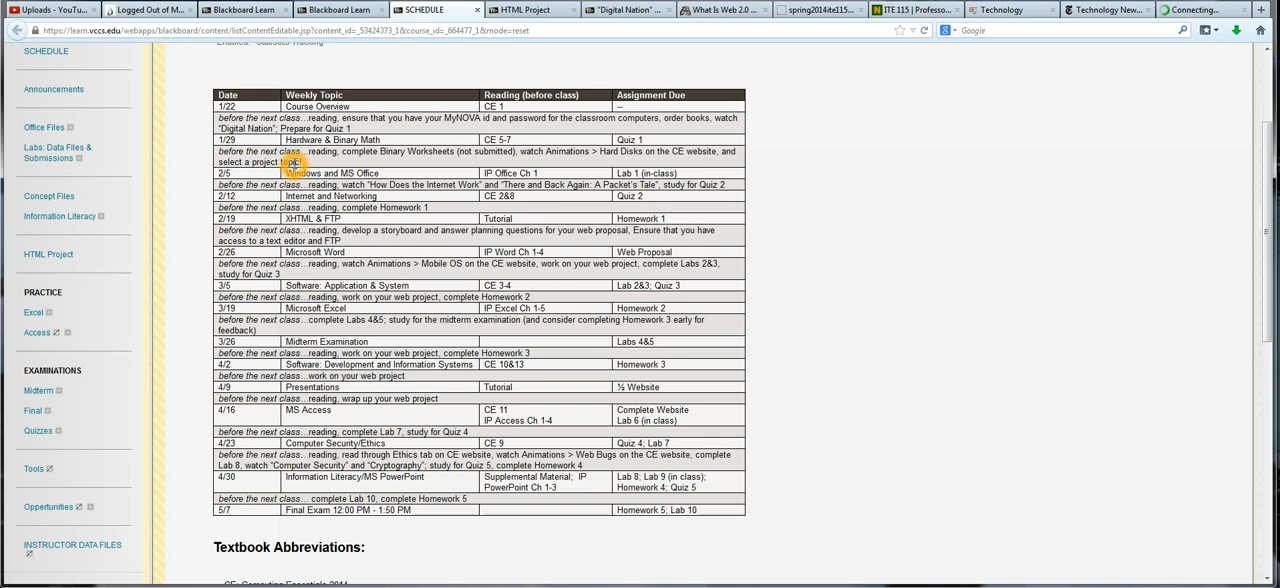 Uploads - YouTu...
Logged Out of M...
Blackboard Learn
Blackboard Learn
SCHEDULE
HTML Project
"Digital Nation" ...
What Is Web 2.0 ...
spring2014ite115...
ITE 115 | Professo...
Technology
Technology New...
Connecting...
https://learn.vccs.edu/webapps/blackboard/content/listContentEditable.jsp?content_id=_53424373_1&course_id=_664477_1&mode=reset
Google
SCHEDULE
Announcements
Office Files
Labs: Data Files &
Submissions
Concept Files
Information Literacy
HTML Project
PRACTICE
Excel
Access
EXAMINATIONS
Midterm
Final
Quizzes
Tools
Opportunities
INSTRUCTOR DATA FILES
Enabled: Statistics Tracking
Date Weekly Topic Reading (before class) Assignment Due
1/22 Course Overview CE 1 --
before the next class...reading, ensure that you have your MyNOVA id and password for the classroom computers, order books, watch
"Digital Nation"; Prepare for Quiz 1
1/29 Hardware & Binary Math CE 5-7 Quiz 1
before the next class...reading, complete Binary Worksheets (not submitted), watch Animations > Hard Disks on the CE website, and
select a project topic!
2/5 Windows and MS Office IP Office Ch 1 Lab 1 (in-class)
before the next class...reading, watch "How Does the Internet Work" and "There and Back Again: A Packet's Tale", study for Quiz 2
2/12 Internet and Networking CE 2&8 Quiz 2
before the next class...reading, complete Homework 1
2/19 XHTML & FTP Tutorial Homework 1
before the next class...reading, develop a storyboard and answer planning questions for your web proposal, Ensure that you have
access to a text editor and FTP
2/26 Microsoft Word IP Word Ch 1-4 Web Proposal
before the next class...reading, watch Animations > Mobile OS on the CE website, work on your web project, complete Labs 2&3,
study for Quiz 3
3/5 Software: Application & System CE 3-4 Lab 2&3; Quiz 3
before the next class...reading, work on your web project, complete Homework 2
3/19 Microsoft Excel IP Excel Ch 1-5 Homework 2
before the next class...complete Labs 4&5; study for the midterm examination (and consider completing Homework 3 early for
feedback)
3/26 Midterm Examination Labs 4&5
before the next class...reading, work on your web project, complete Homework 3
4/2 Software: Development and Information Systems CE 10&13 Homework 3
before the next class...work on your web project
4/9 Presentations Tutorial ½ Website
before the next class...reading, wrap up your web project
4/16 MS Access CE 11 Complete Website
IP Access Ch 1-4 Lab 6 (in class)
before the next class...reading, complete Lab 7, study for Quiz 4
4/23 Computer Security/Ethics CE 9 Quiz 4; Lab 7
before the next class...reading, read through Ethics tab on CE website, watch Animations > Web Bugs on the CE website, complete
Lab 8, watch "Computer Security" and "Cryptography"; study for Quiz 5, complete Homework 4
4/30 Information Literacy/MS PowerPoint Supplemental Material; IP Lab 8; Lab 9 (in class);
PowerPoint Ch 1-3 Homework 4; Quiz 5
before the next class... complete Lab 10, complete Homework 5
5/7 Final Exam 12:00 PM - 1:50 PM Homework 5; Lab 10
Textbook Abbreviations:
CE: Computing Essentials 2014